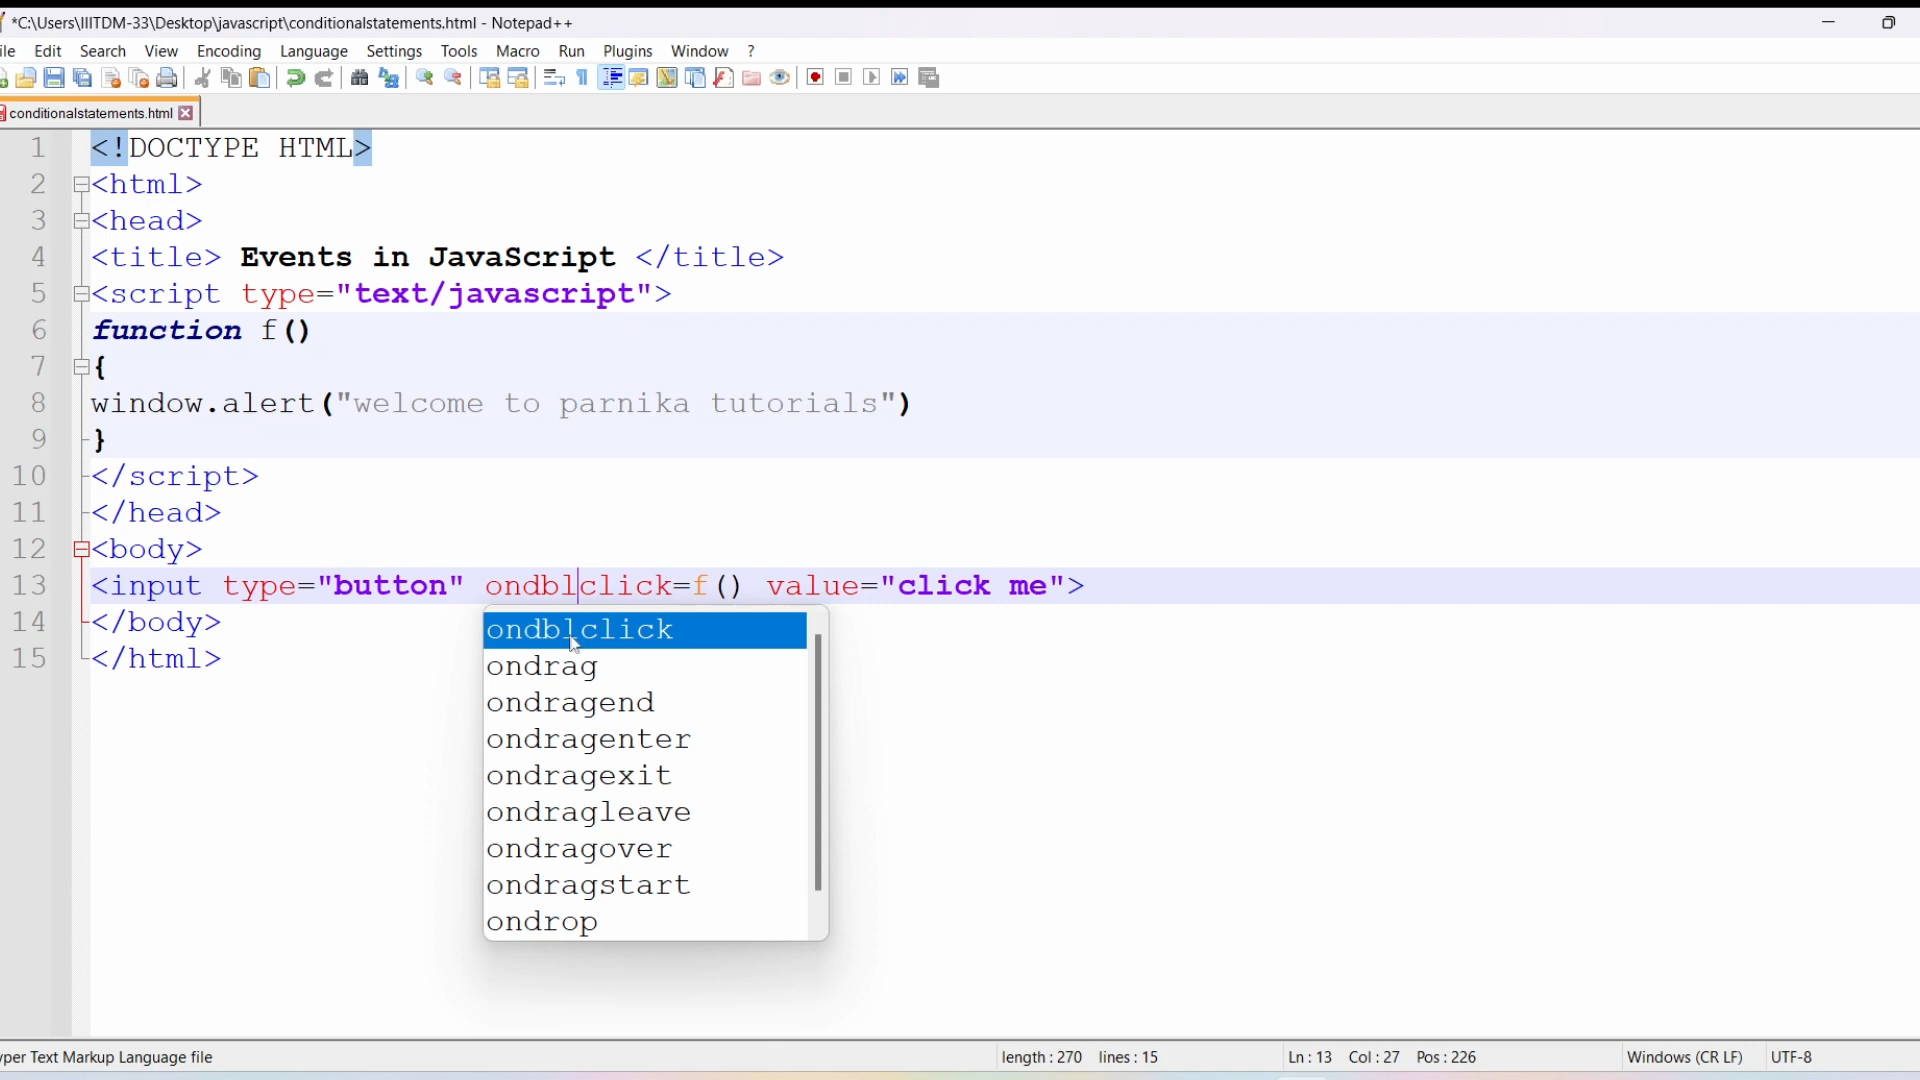 *C:\Users\IIITDM-33\Desktop\javascript\conditionalstatements.html - Notepad++
ile Edit Search View Encoding Language Settings Tools Macro Run Plugins Window ?
conditionalstatements.html
1 <!DOCTYPE HTML>
2 <html>
3 <head>
4 <title> Events in JavaScript </title>
5 <script type="text/javascript">
6 function f()
7 {
8 window.alert("welcome to parnika tutorials")
9 }
10 </script>
11 </head>
12 <body>
13 <input type="button" ondblclick=f() value="click me">
14 </body>
15 </html>
ondblclick
ondrag
ondragend
ondragenter
ondragexit
ondragleave
ondragover
ondragstart
ondrop
yper Text Markup Language file length : 270 lines : 15 Ln : 13 Col : 27 Pos : 226 Windows (CR LF) UTF-8